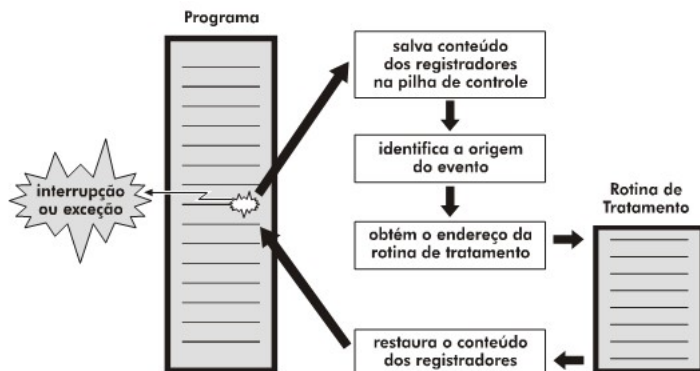 Programa
salva conteúdo
dos registradores
na pilha de controle
identifica a origem
do evento
interrupção
ou exceção
obtém o endereço da
rotina de tratamento
Rotina de
Tratamento
restaura o conteúdo
dos registradores